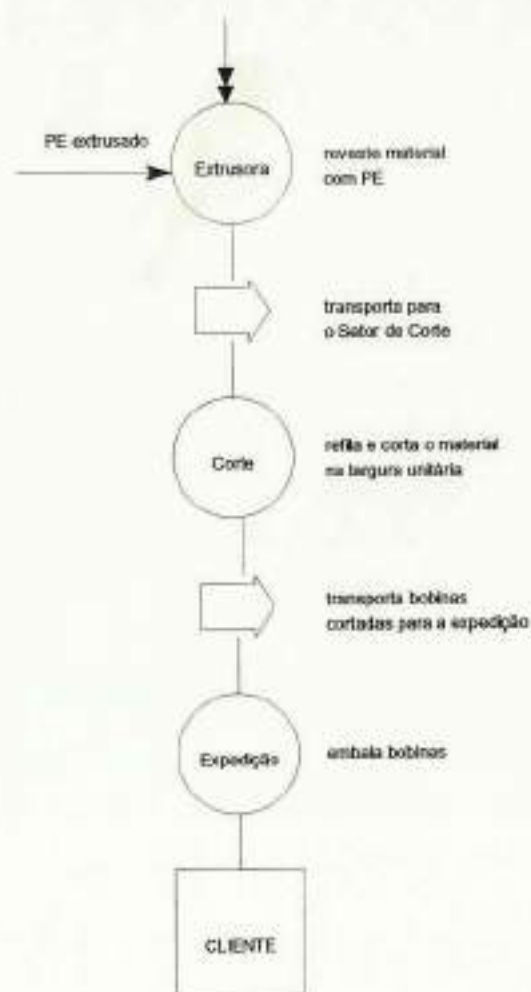 PE extrusado
Extrusora
reveste material
com PE
transporta para
o Setor de Corte
Corte
refila e corta o material
na largura unitária
transporta bobinas
cortadas para a expedição
Expedição
embala bobinas
CLIENTE